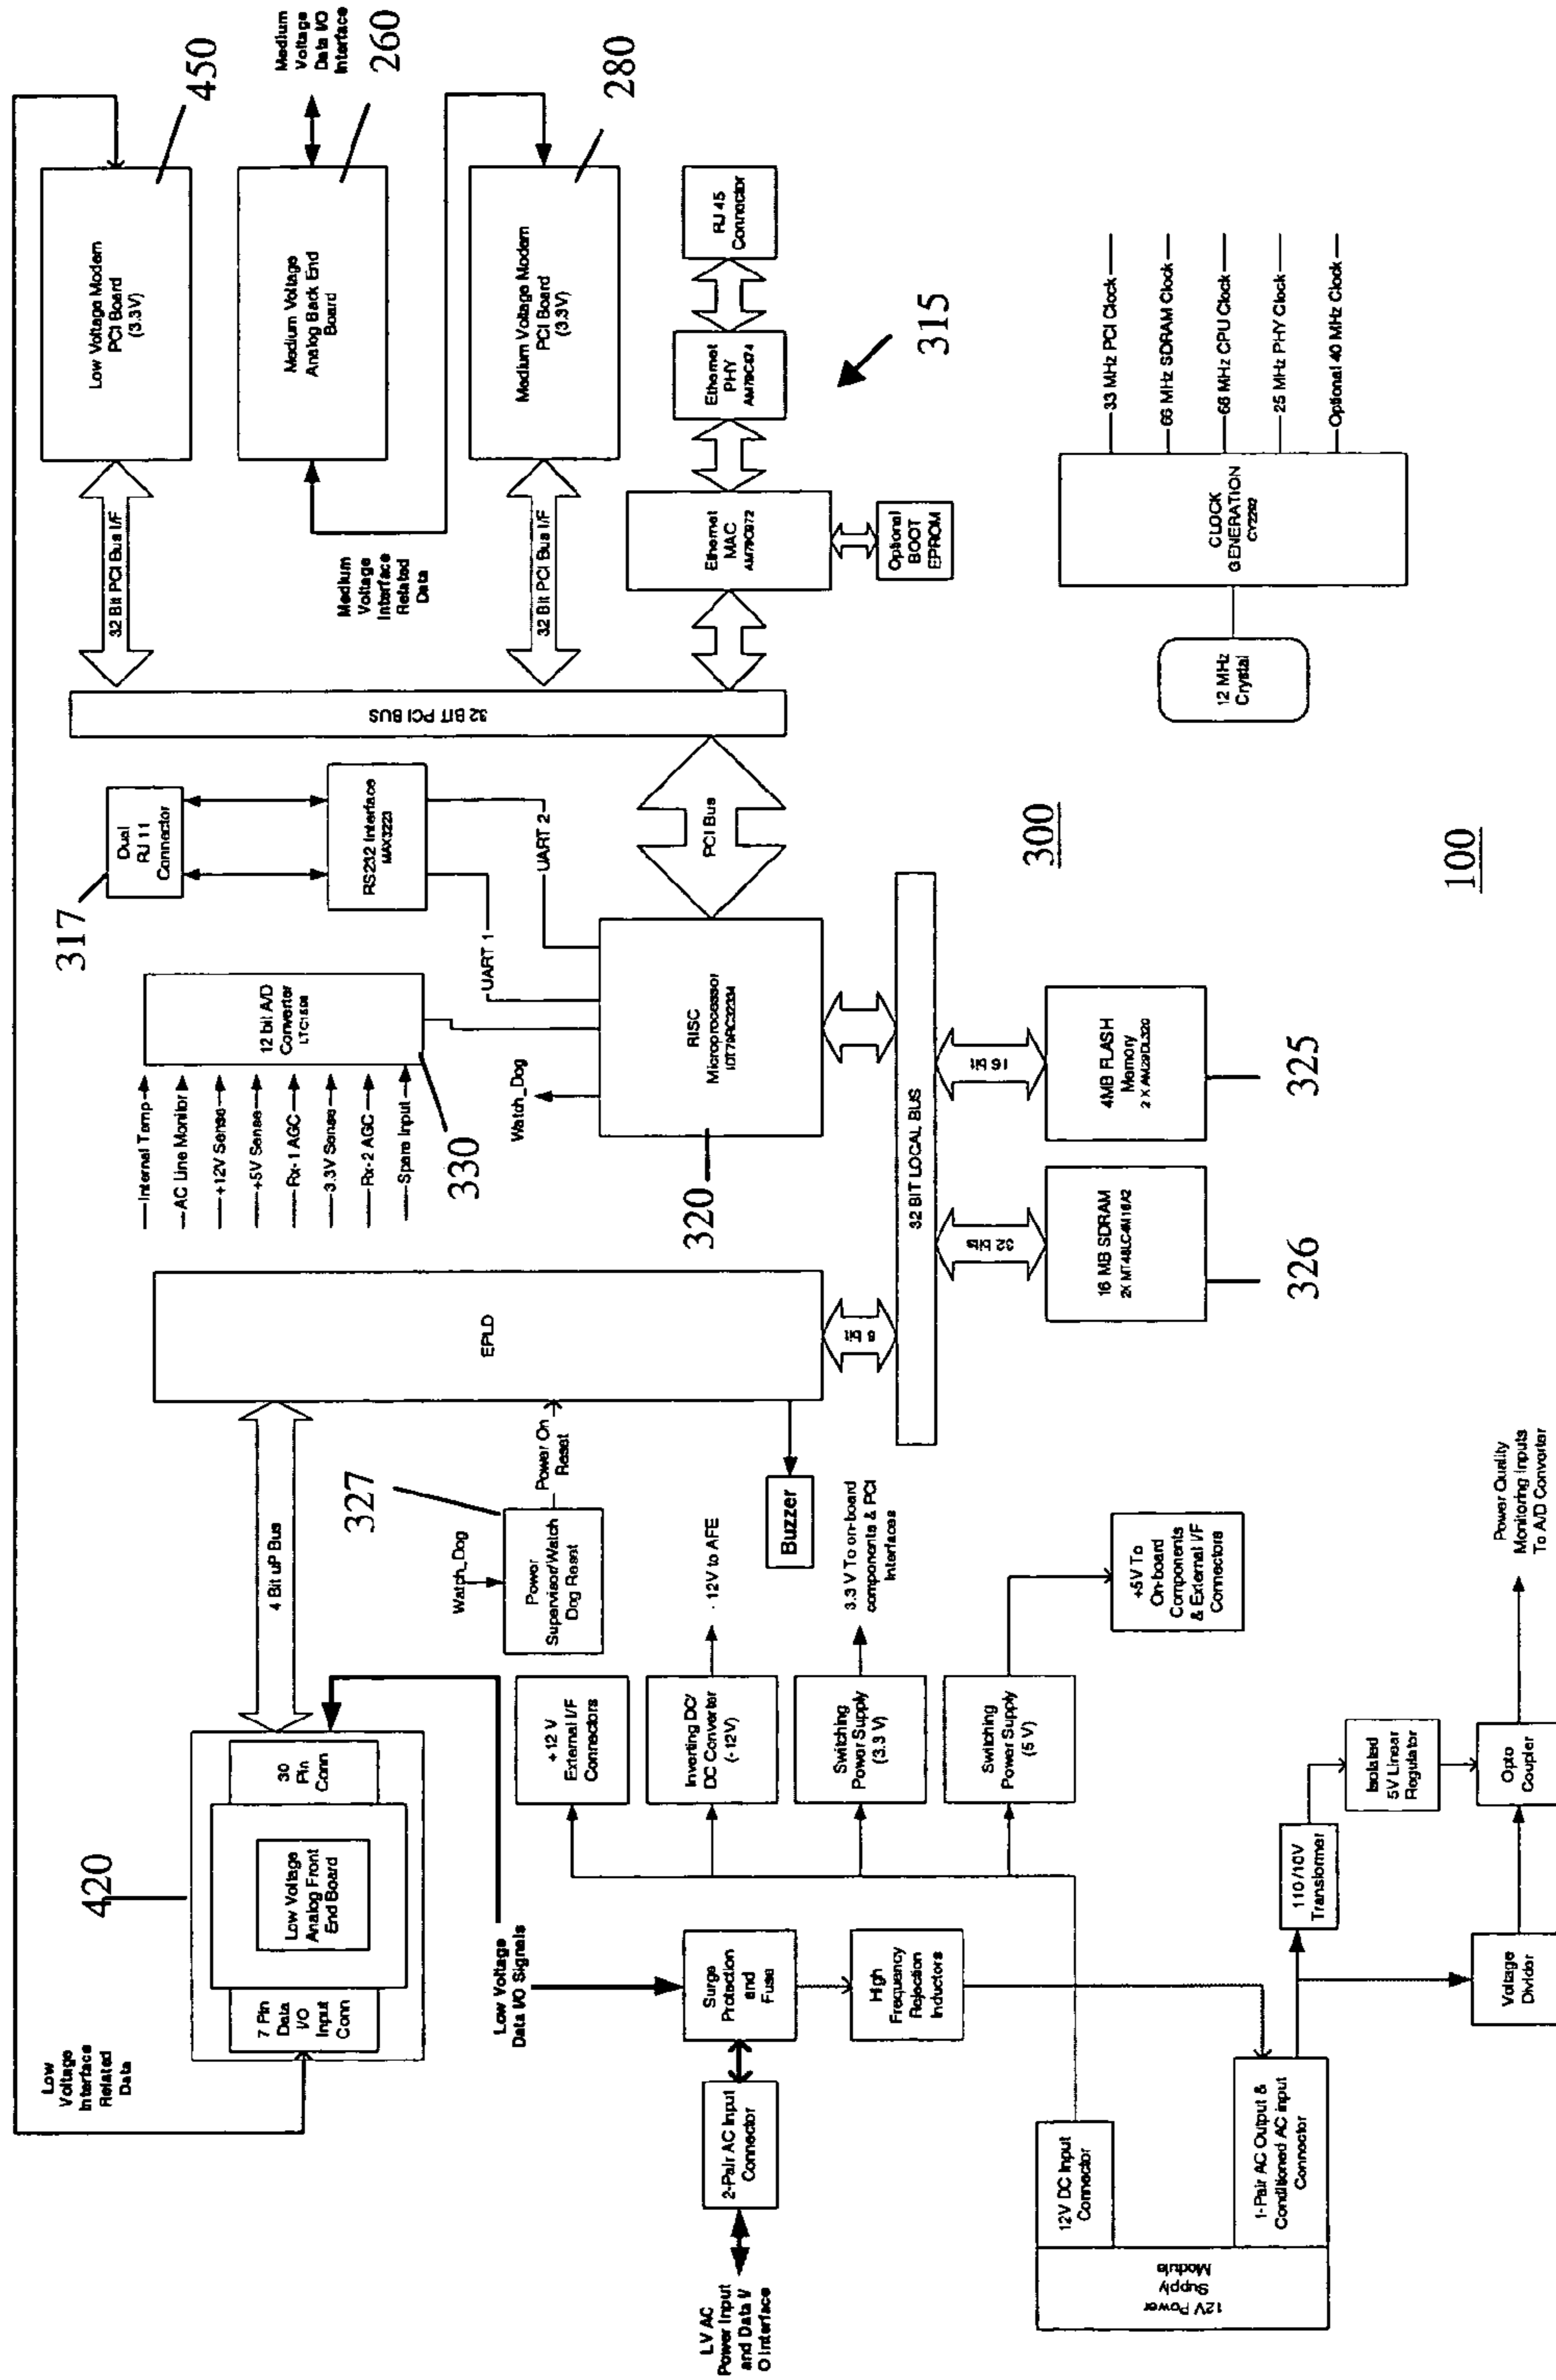 Low
Voltage
Interface
Related
Data
7 Pin
Data
I/O
Input
Conn
Low Voltage
Analog Front
End Board
30
Pin
Conn
420
4 Bit uP Bus
Low Voltage
Data I/O Signals
LV AC
Power Input
and Data I/
O Interface
2-Pair AC Input
Connector
Surge
Protection
and
Fuse
High
Frequency
Rejection
Inductors
12V Power
Supply
Module
12V DC Input
Connector
1-Pair AC Output &
Conditioned AC input
Connector
+12 V
External I/F
Connectors
Inverting DC/
DC Converter
(-12V)
- 12V to AFE
Switching
Power Supply
(3.3 V)
3.3 V To on-board
components & PCI
Interfaces
Switching
Power Supply
(5 V)
+5V To
On-board
Components
& External I/F
Connectors
110/10V
Transformer
Isolated
5V Linear
Regulator
Voltage
Divider
Opto
Coupler
Power Quality
Monitoring Inputs
To A/D Converter
327
Watch_Dog
Power
Supervisor/Watch
Dog Reset
Power On
Reset
Buzzer
EPLD
8
bit
Internal Temp
AC Line Monitor
+12V Sense
+5V Sense
Rx-1 AGC
3.3V Sense
Rx-2 AGC
Spare Input
330
12 bit A/D
Converter
317
Dual
RJ 11
Connector
RS232 Interface
MAX3223
UART 1
UART 2
Watch_Dog
320
RISC
Microprocessor
IDT79RC32334
PCI Bus
32 BIT PCI BUS
32 BIT LOCAL BUS
32 bits
16 bit
16 MB SDRAM
2X MT48LC4M16A2
326
4MB FLASH
Memory
2 X AM29DL320
325
300
100
32 Bit PCI Bus I/F
Low Voltage Modem
PCI Board
(3.3V)
450
Medium
Voltage
Interface
Related
Data
Medium Voltage
Analog Back End
Board
Medium
Voltage
Data I/O
Interface
260
32 Bit PCI Bus I/F
Medium Voltage Modem
PCI Board
(3.3V)
280
Ethernet
MAC
Optional
BOOT
EPROM
Ethernet
PHY
RJ 45
Connector
315
12 MHz
Crystal
CLOCK
GENERATION
CY2292
33 MHz PCI Clock
66 MHz SDRAM Clock
66 MHz CPU Clock
25 MHz PHY Clock
Optional 40 MHz Clock